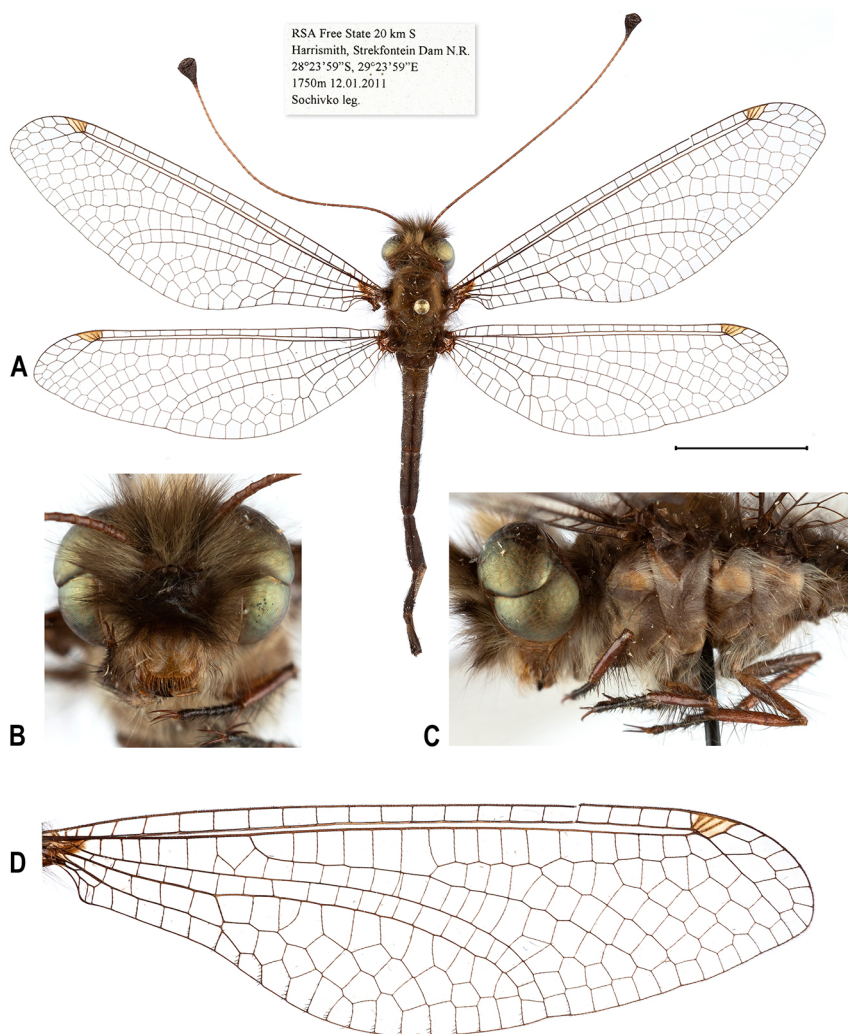 RSA Free State 20 km S
Harrismith, Strekfontein Dam N.R.
28°23’59”S, 29°23’59”E
1750m 12.01.2011
Sochivko leg.
A
B
C
D